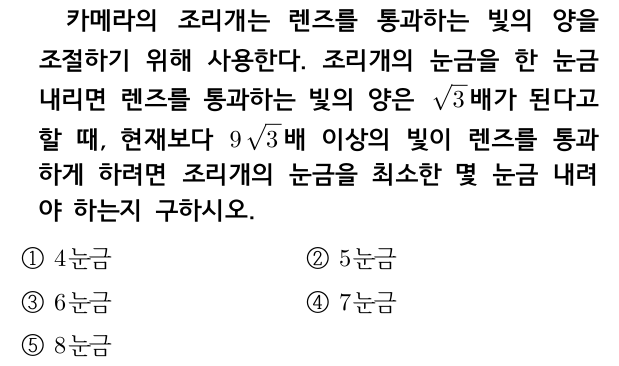 카메라의 조리개는 렌즈를 통과하는 빛의 양을
조절하기 위해 사용한다. 조리개의 눈금을 한 눈금
내리면 렌즈를 통과하는 빛의 양은 √3배가 된다고
할 때, 현재보다 9√3배 이상의 빛이 렌즈를 통과
하게 하려면 조리개의 눈금을 최소한 몇 눈금 내려
야 하는지 구하시오.
① 4눈금 ② 5눈금
③ 6눈금 ④ 7눈금
⑤ 8눈금